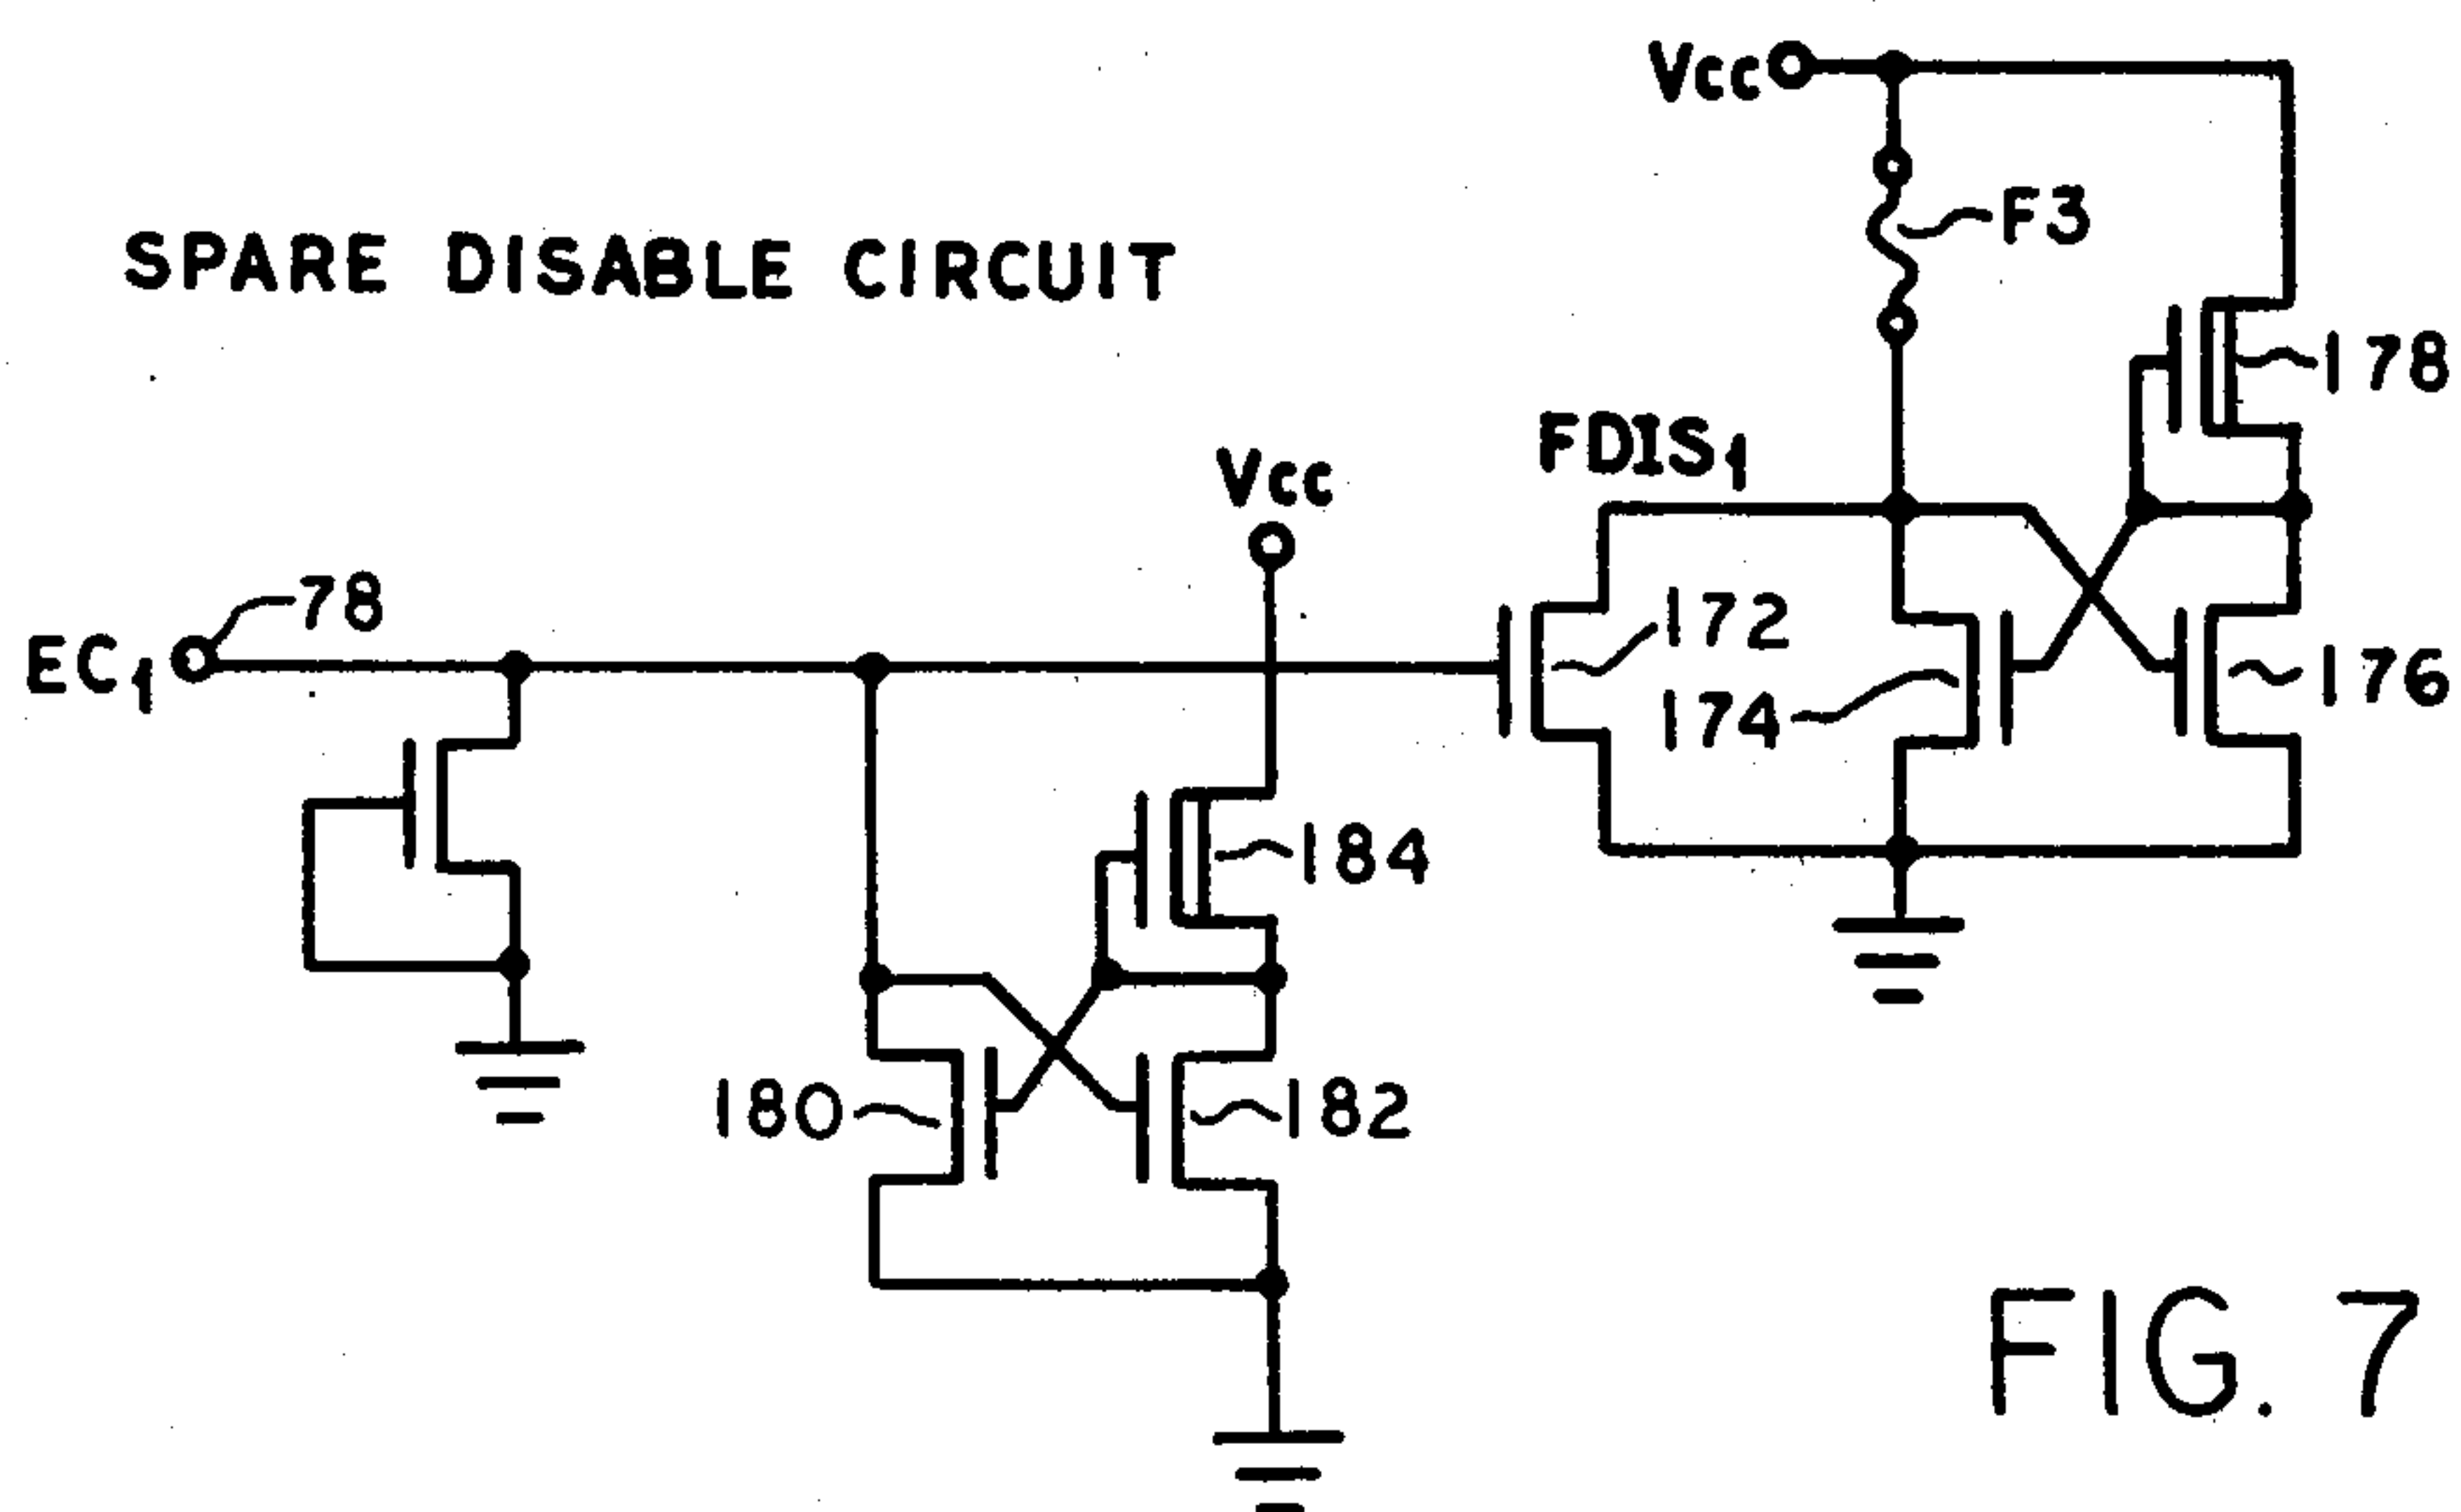 Vcc
F3
SPARE DISABLE CIRCUIT
178
FDIS1
Vcc
78
EC1
172
174
176
184
180
182
FIG. 7